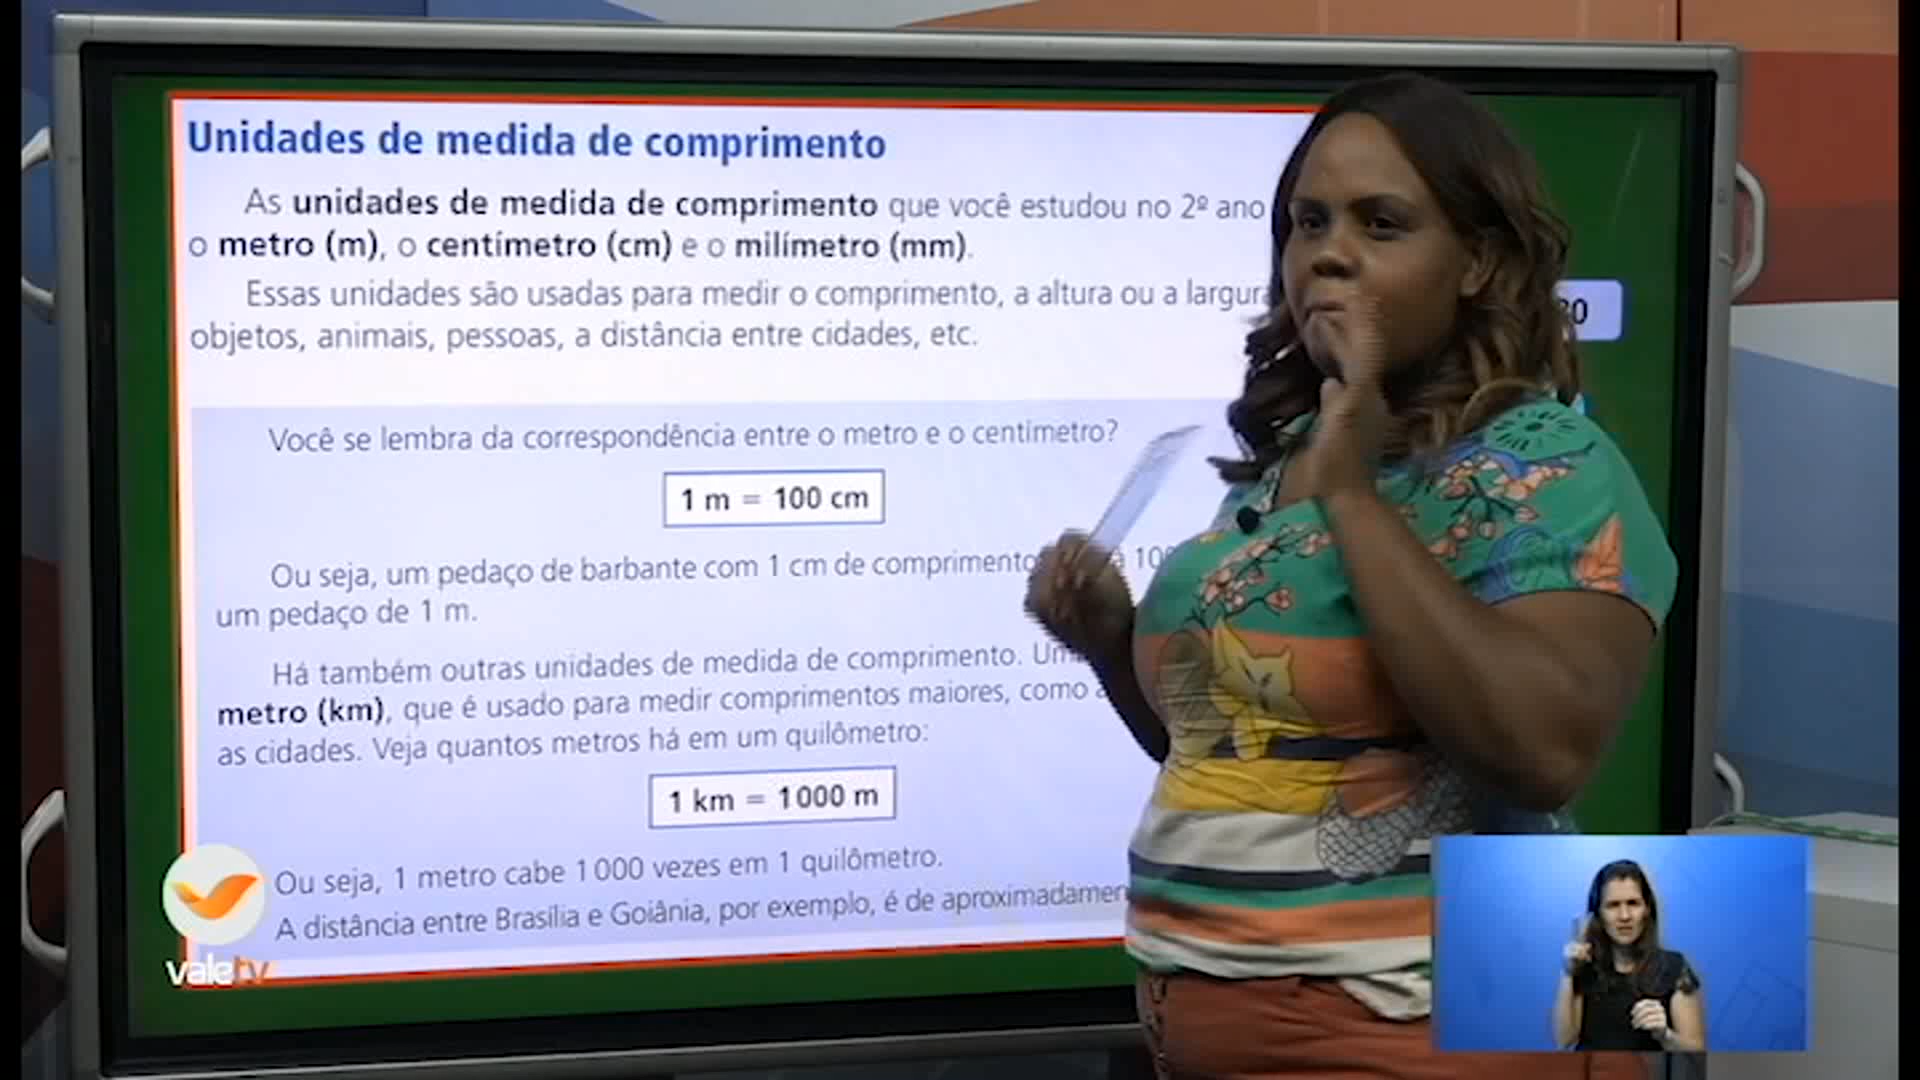 Unidades de medida de comprimento
As unidades de medida de comprimento que você estudou no 2º ano
o metro (m), o centímetro (cm) e o milímetro (mm).
Essas unidades são usadas para medir o comprimento, a altura ou a largura
objetos, animais, pessoas, a distância entre cidades, etc.
Você se lembra da correspondência entre o metro e o centímetro?
1 m = 100 cm
Ou seja, um pedaço de barbante com 1 cm de comprimento
um pedaço de 1 m.
Há também outras unidades de medida de comprimento.
metro (km), que é usado para medir comprimentos maiores, como
as cidades. Veja quantos metros há em um quilômetro:
1 km = 1 000 m
Ou seja, 1 metro cabe 1 000 vezes em 1 quilômetro.
A distância entre Brasília e Goiânia, por exemplo, é de
valetv